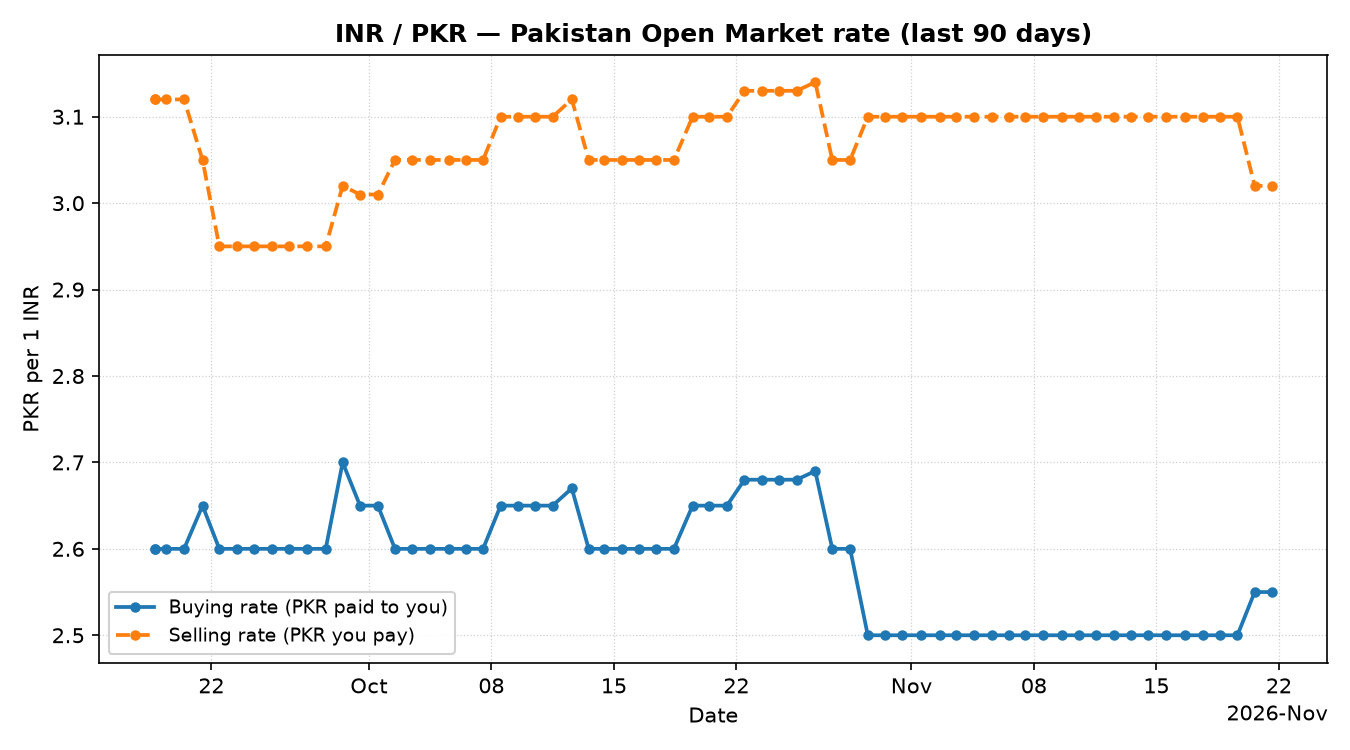 INR / PKR — Pakistan Open Market rate (last 90 days)
PKR per 1 INR
3.1
3.0
2.9
2.8
2.7
2.6
2.5
Buying rate (PKR paid to you)
Selling rate (PKR you pay)
22 Oct 08 15 22 Nov 08 15 22
Date
2026-Nov